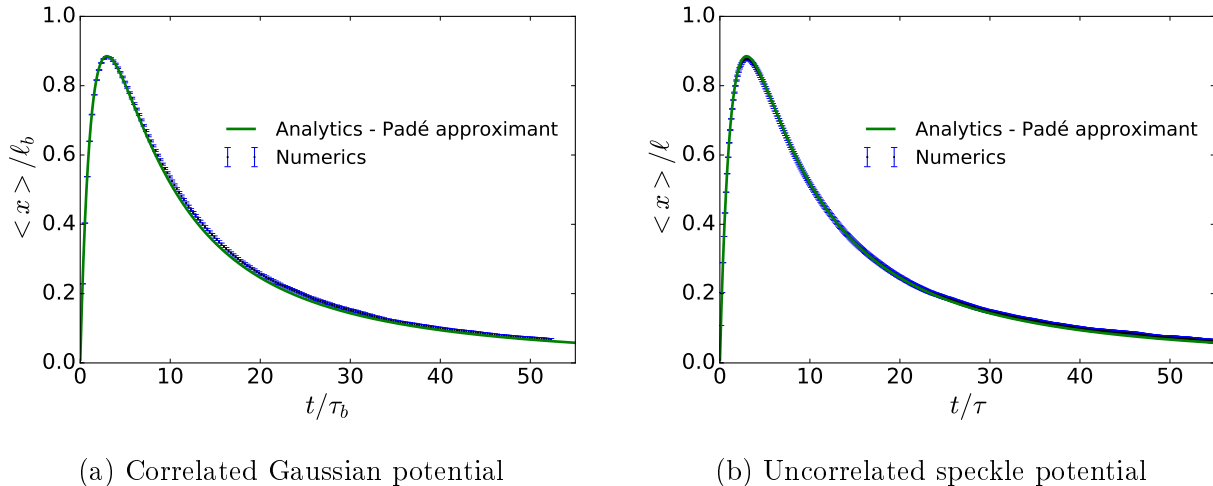 1.0
0.8
0.6
0.4
0.2
0.0
< x > /ℓ_b
Analytics - Padé approximant
Numerics
0 10 20 30 40 50
t/τ_b
(a) Correlated Gaussian potential
1.0
0.8
0.6
0.4
0.2
0.0
< x > /ℓ
Analytics - Padé approximant
Numerics
0 10 20 30 40 50
t/τ
(b) Uncorrelated speckle potential